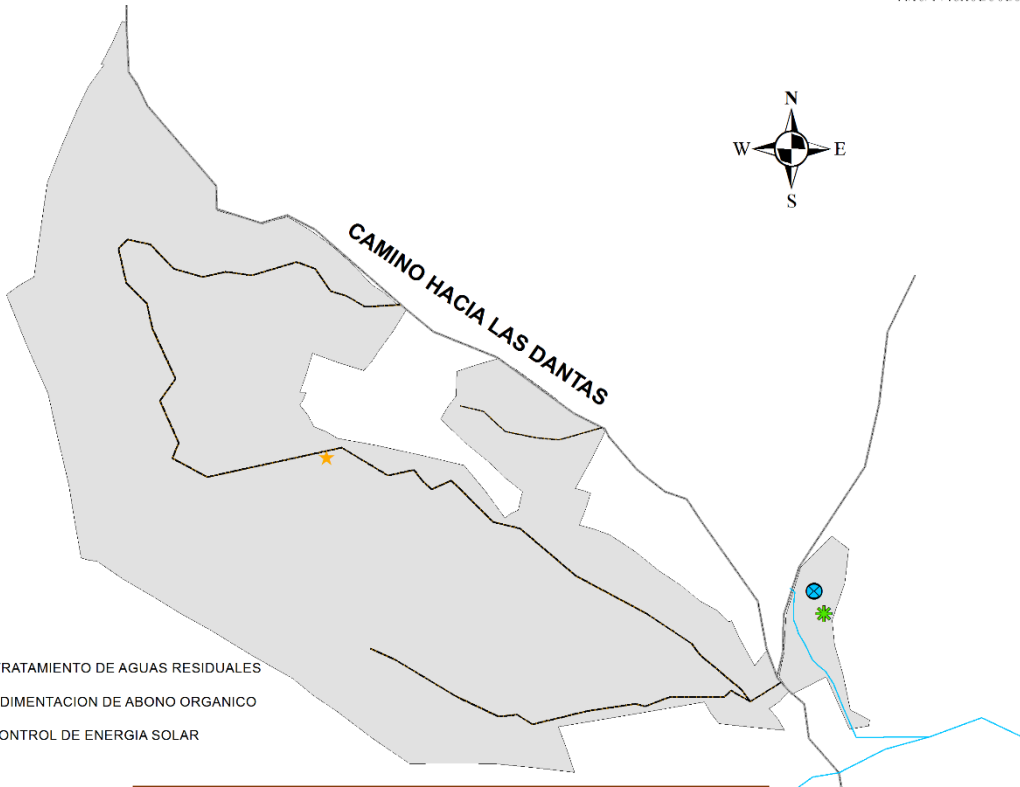 N
W E
S
CAMINO HACIA LAS DANTAS
RATAMIENTO DE AGUAS RESIDUALES
DIMENTACION DE ABONO ORGANICO
ONTROL DE ENERGIA SOLAR